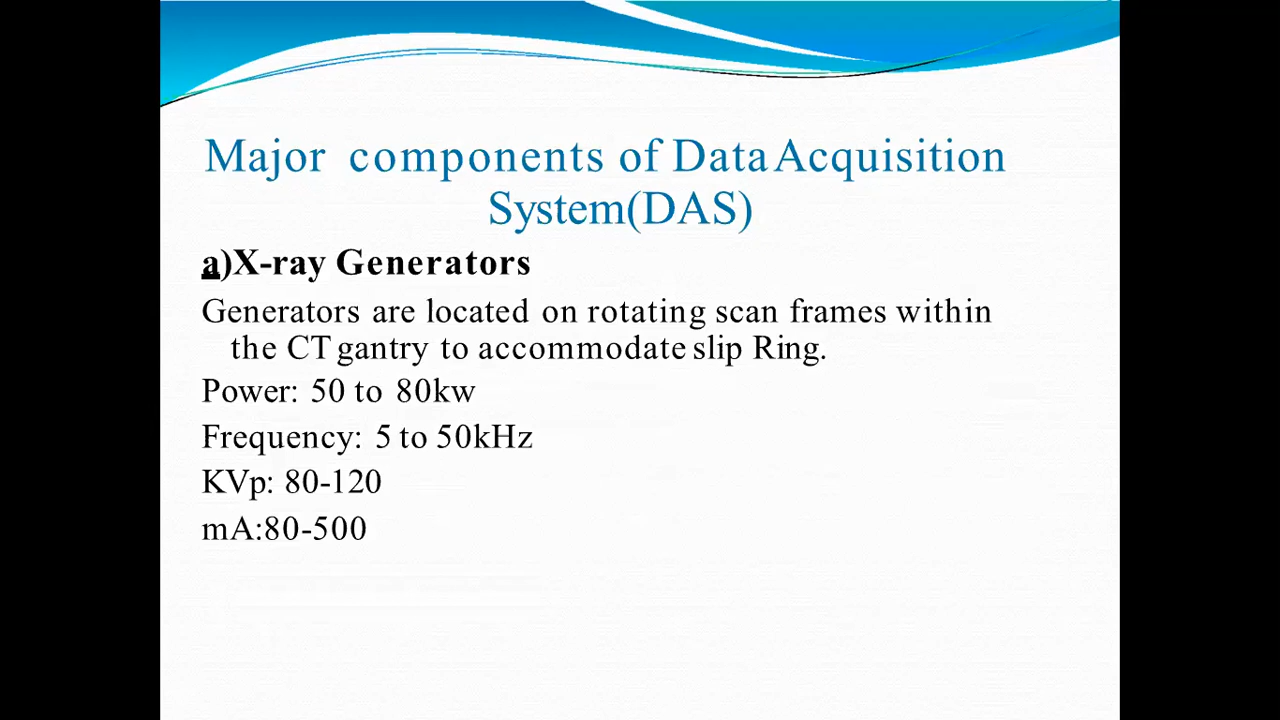 Major components of Data Acquisition
System(DAS)
a)X-ray Generators
Generators are located on rotating scan frames within
the CT gantry to accommodate slip Ring.
Power: 50 to 80kw
Frequency: 5 to 50kHz
KVp: 80-120
mA:80-500